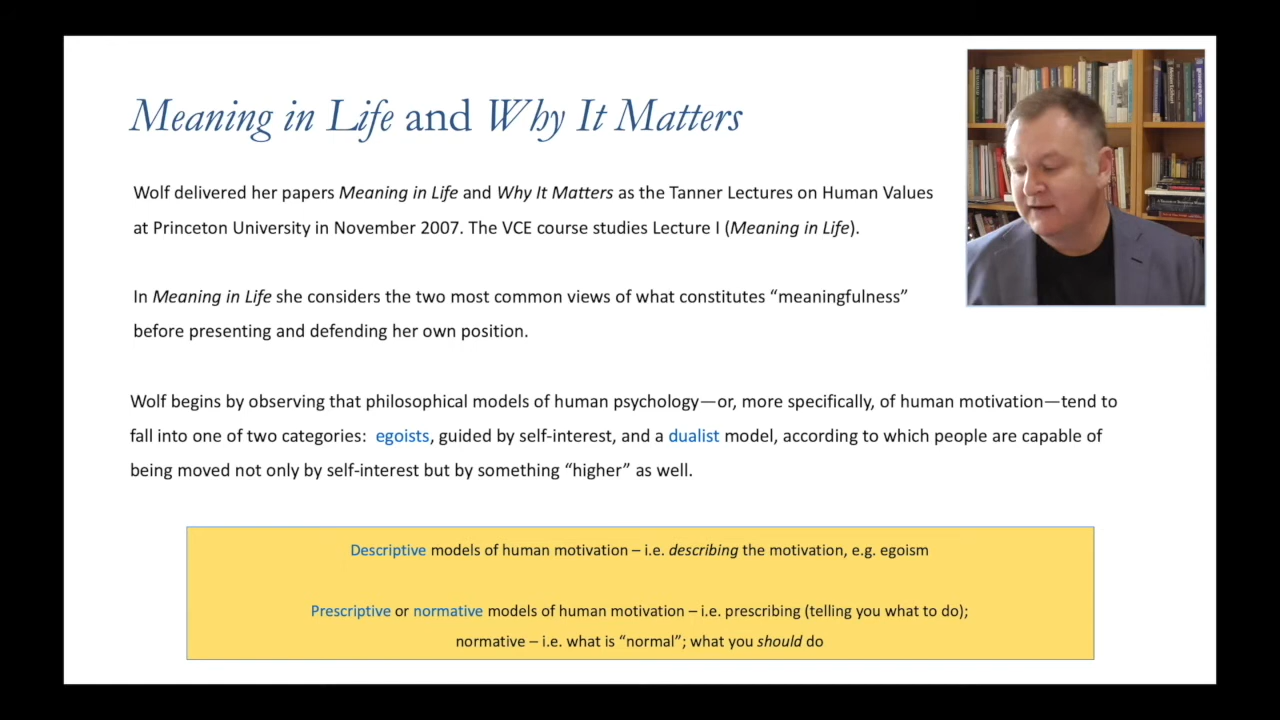 Meaning in Life and Why It Matters
Wolf delivered her papers Meaning in Life and Why It Matters as the Tanner Lectures on Human Values
at Princeton University in November 2007. The VCE course studies Lecture I (Meaning in Life).
In Meaning in Life she considers the two most common views of what constitutes “meaningfulness”
before presenting and defending her own position.
Wolf begins by observing that philosophical models of human psychology—or, more specifically, of human motivation—tend to
fall into one of two categories:  egoists, guided by self-interest, and a dualist model, according to which people are capable of
being moved not only by self-interest but by something “higher” as well.
Descriptive models of human motivation – i.e. describing the motivation, e.g. egoism
Prescriptive or normative models of human motivation – i.e. prescribing (telling you what to do);
normative – i.e. what is “normal”; what you should do